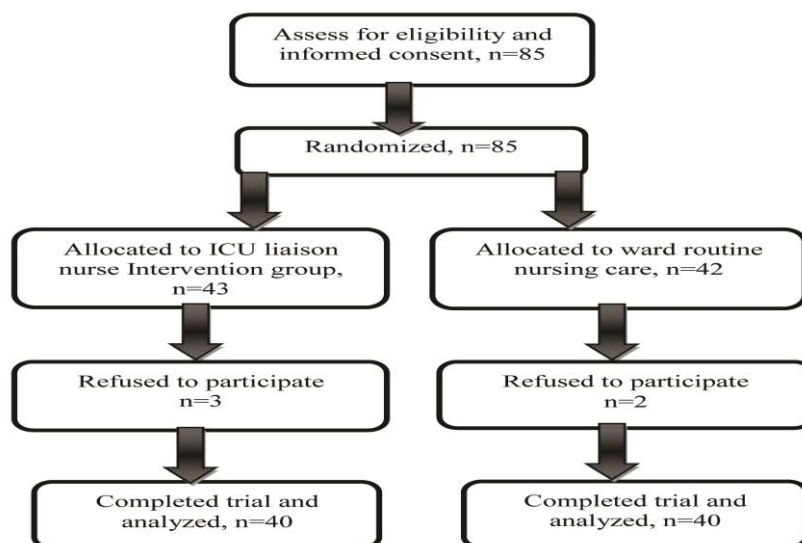 Assess for eligibility and
informed consent, n=85
Randomized, n=85
Allocated to ICU liaison
nurse Intervention group,
n=43
Allocated to ward routine
nursing care, n=42
Refused to participate
n=3
Refused to participate
n=2
Completed trial and
analyzed, n=40
Completed trial and
analyzed, n=40